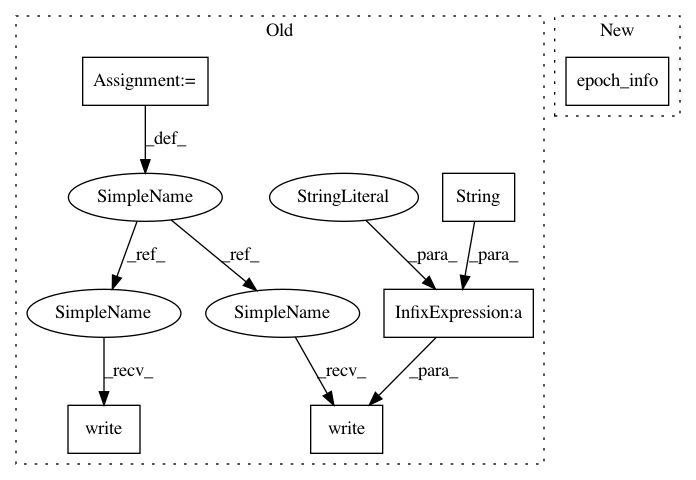 Old
New
Assignment:=
epoch_info
_def_
SimpleName
StringLiteral
String
_ref_
_ref_
_para_
_para_
SimpleName
SimpleName
InfixExpression:a
_recv_
_recv_
_para_
write
write